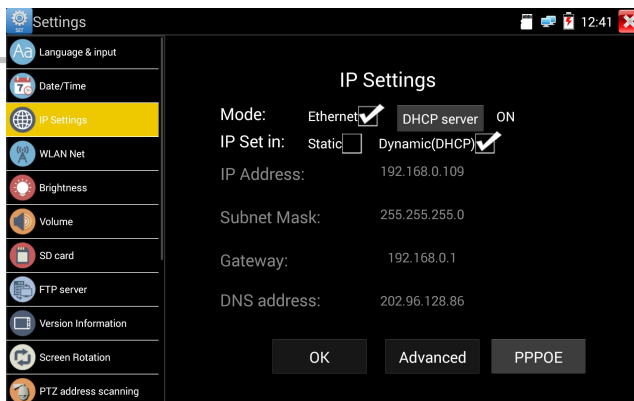 SET Settings 12:41
Aa Language & input
Date/Time
IP Settings
WLAN Net
Brightness
Volume
SD card
FTP server
Version Information
Screen Rotation
PTZ address scanning
IP Settings
Mode: Ethernet DHCP server ON
IP Set in: Static Dynamic(DHCP)
IP Address: 192.168.0.109
Subnet Mask: 255.255.255.0
Gateway: 192.168.0.1
DNS address: 202.96.128.86
OK Advanced PPPOE